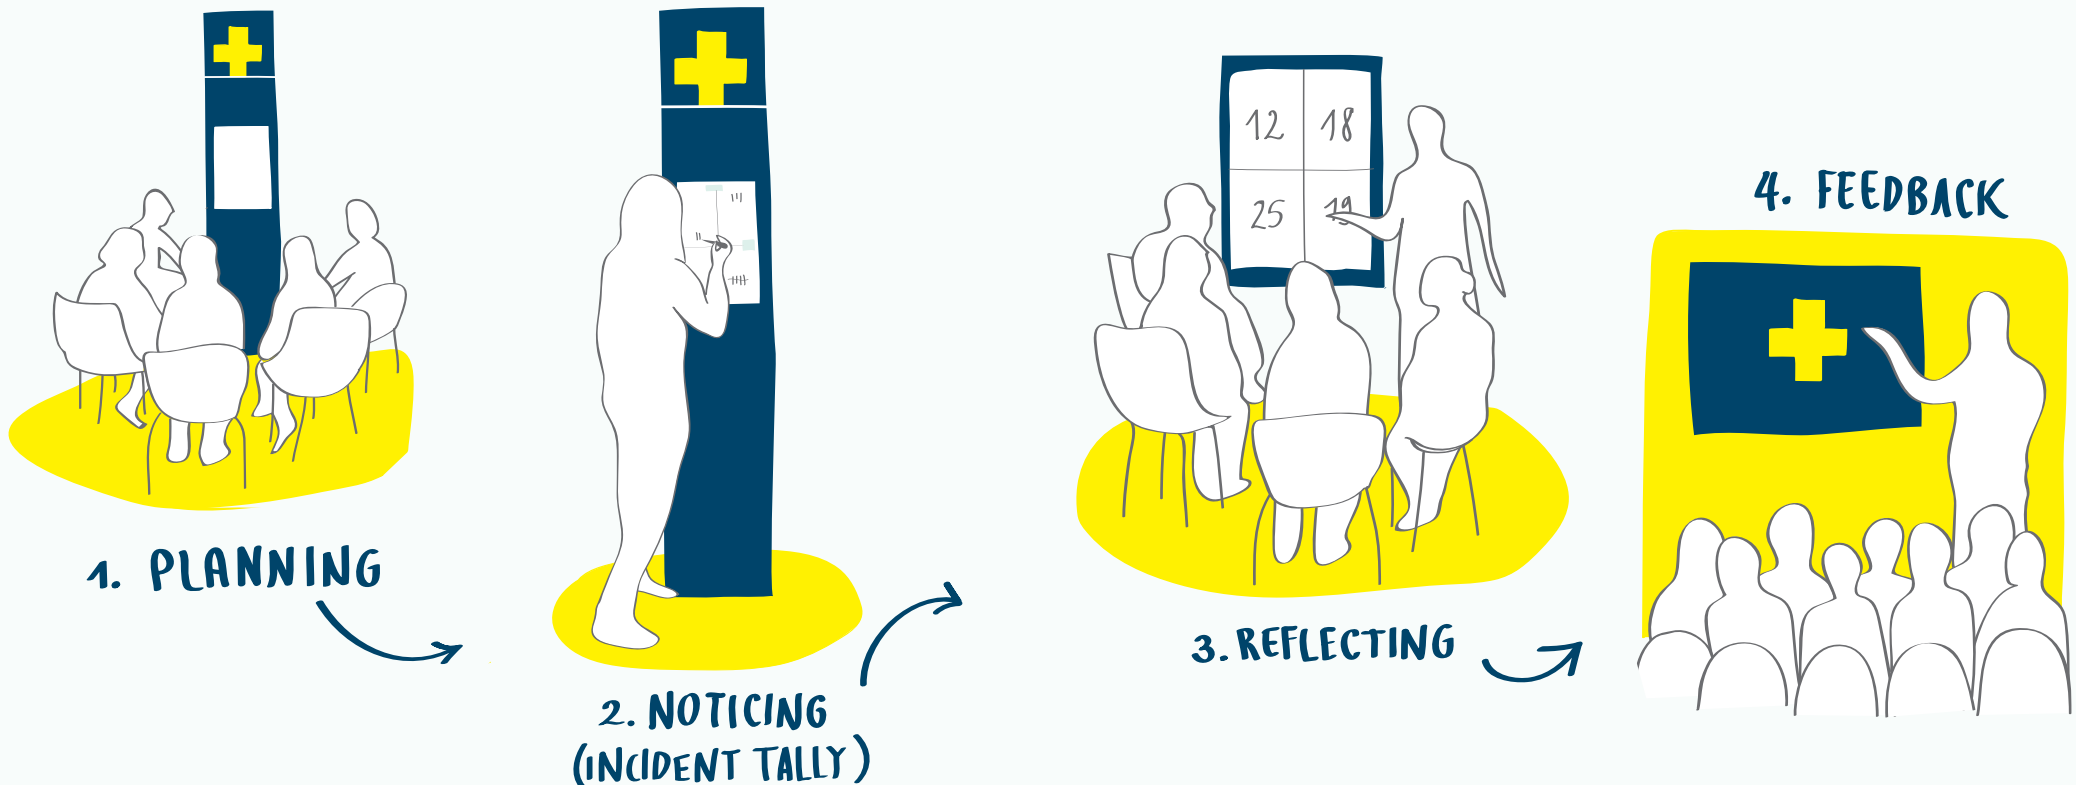 1. PLANNING
2. NOTICING
(INCIDENT TALLY)
12 18
25 19
3. REFLECTING
4. FEEDBACK